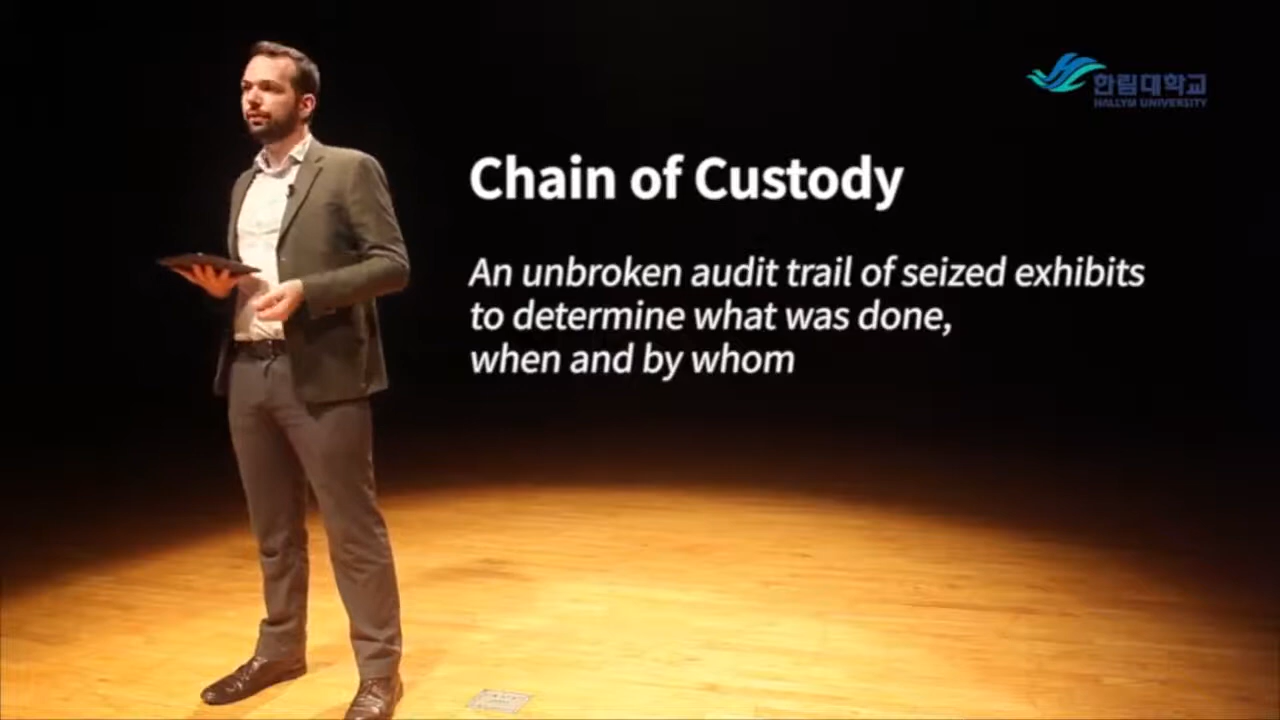 한림대학교
HALLYM UNIVERSITY
Chain of Custody
An unbroken audit trail of seized exhibits
to determine what was done,
when and by whom